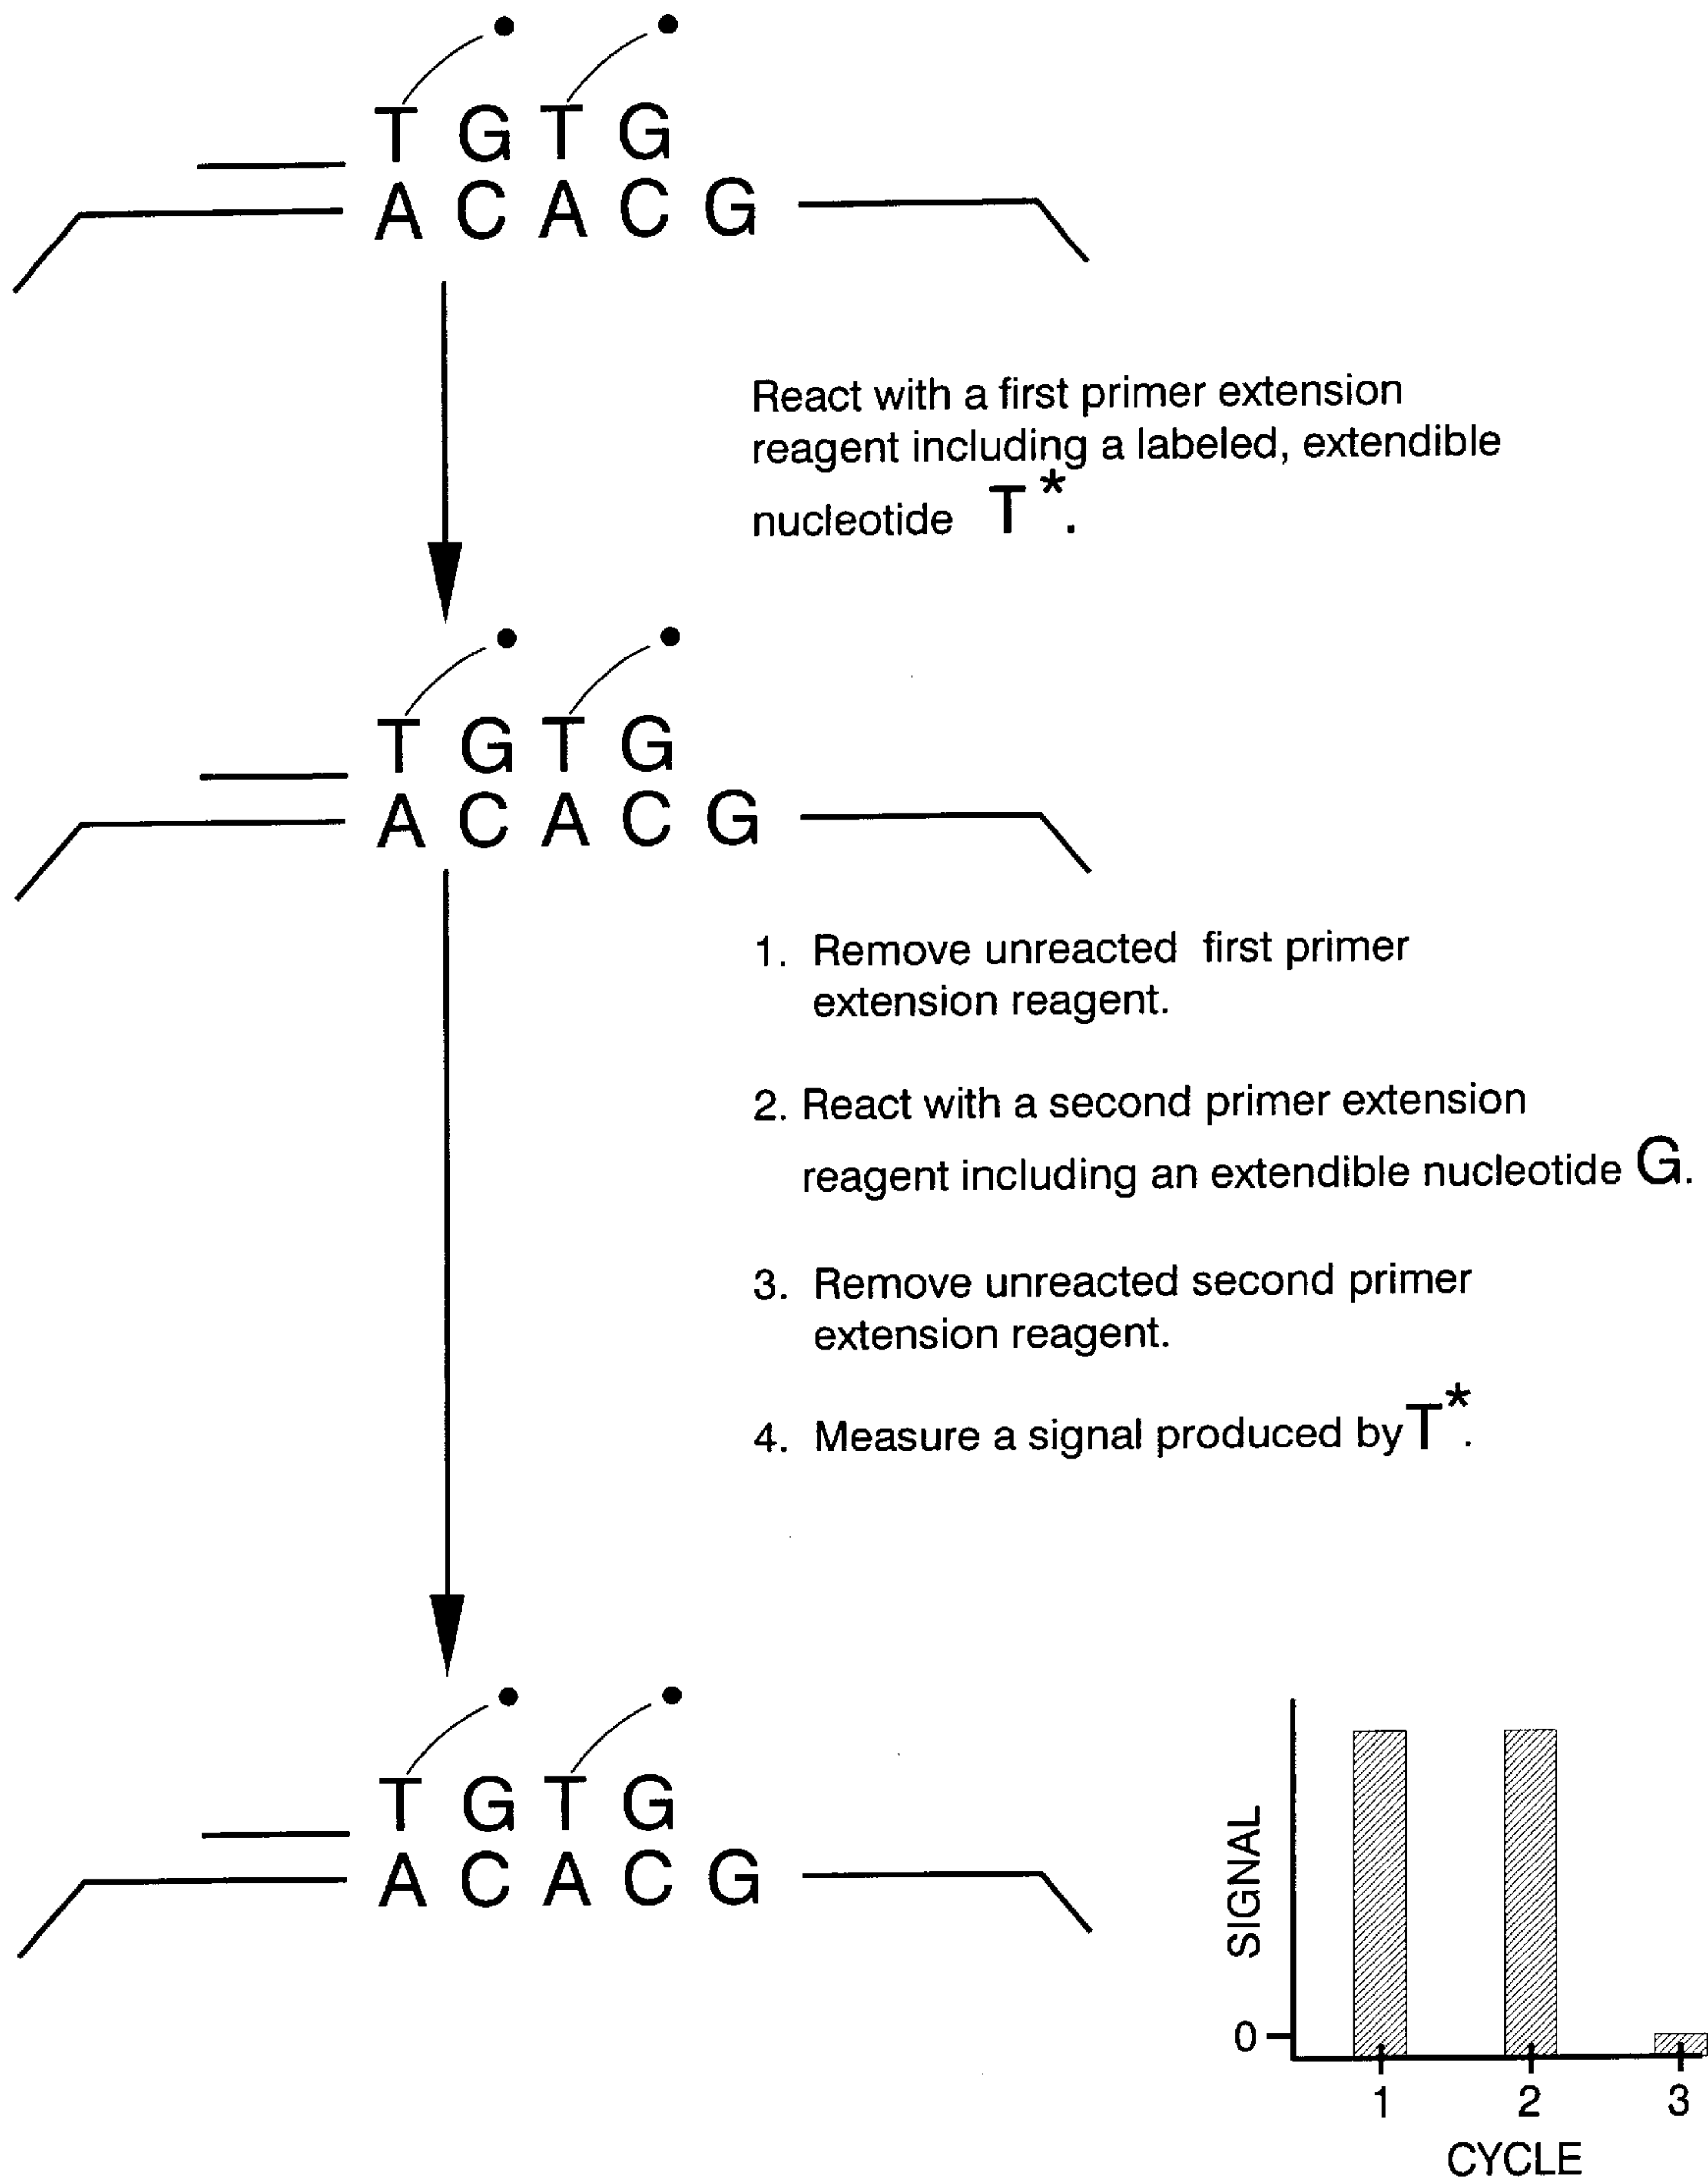 T G T G
A C A C G
React with a first primer extension
reagent including a labeled, extendible
nucleotide T*.
T G T G
A C A C G
1. Remove unreacted first primer
extension reagent.
2. React with a second primer extension
reagent including an extendible nucleotide G.
3. Remove unreacted second primer
extension reagent.
4. Measure a signal produced by T*.
T G T G
A C A C G
SIGNAL
0
1 2 3
CYCLE